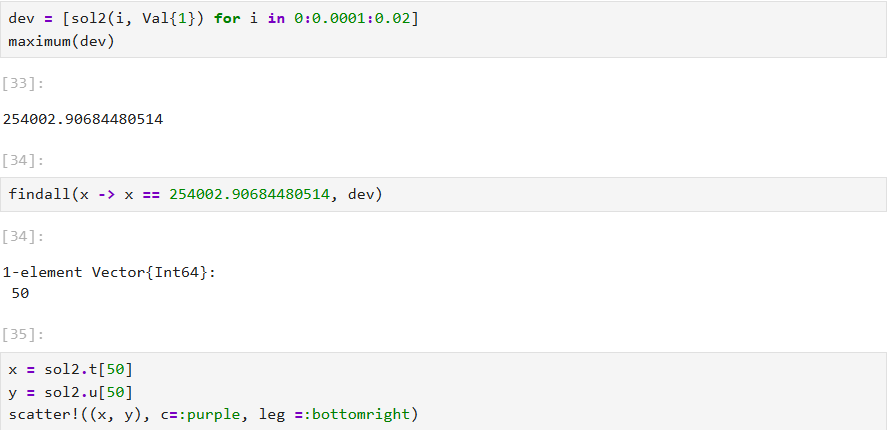 dev = [sol2(i, Val{1}) for i in 0:0.0001:0.02]
maximum(dev)
[33]:
254002.90684480514
[34]:
findall(x -> x == 254002.90684480514, dev)
[34]:
1-element Vector{Int64}:
 50
[35]:
x = sol2.t[50]
y = sol2.u[50]
scatter!((x, y), c=:purple, leg =:bottomright)